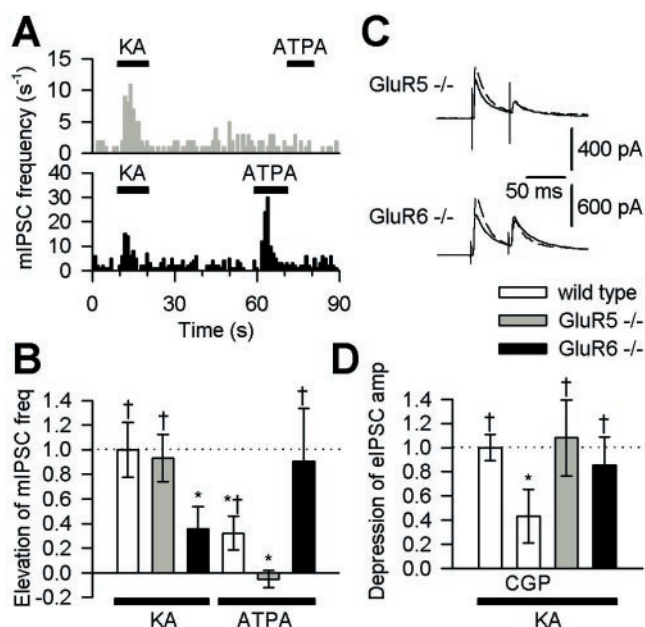 A
KA
ATPA
mIPSC frequency (s⁻¹)
15
10
5
0
KA
ATPA
40
30
20
10
0
0 30 60 90
Time (s)
C
GluR5 -/-
400 pA
50 ms
GluR6 -/-
600 pA
wild type
GluR5 -/-
GluR6 -/-
B
Elevation of mIPSC freq
1.4
1.2
1.0
0.8
0.6
0.4
0.2
0.0
-0.2
† † * *† * †
KA ATPA
D
Depression of eIPSC amp
1.4
1.2
1.0
0.8
0.6
0.4
0.2
0.0
† * † †
CGP
KA